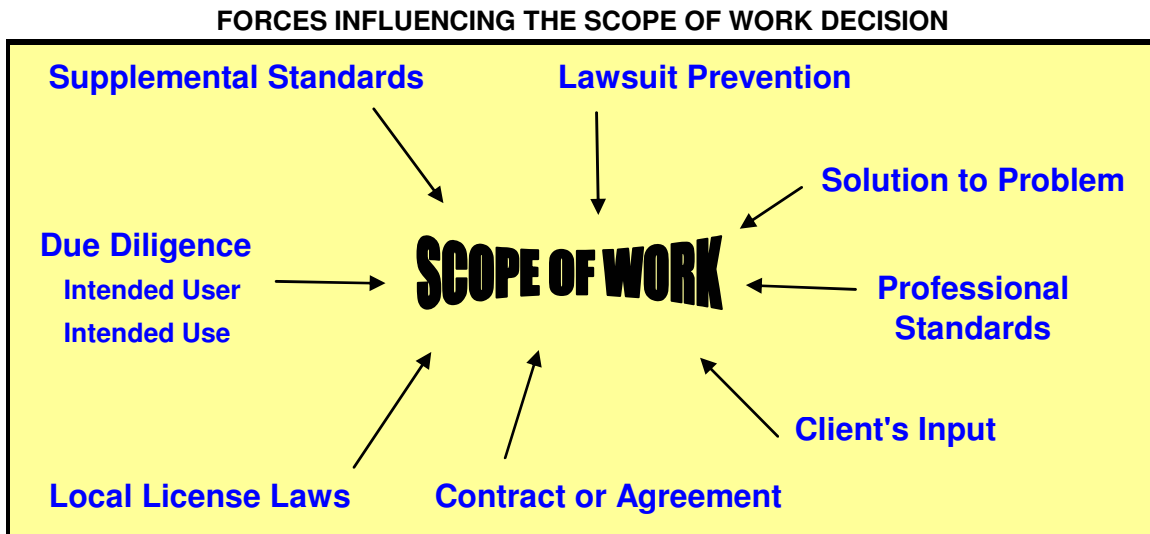 FORCES INFLUENCING THE SCOPE OF WORK DECISION
Supplemental Standards
Lawsuit Prevention
Solution to Problem
Due Diligence
Intended User
Intended Use
SCOPE OF WORK
Professional
Standards
Client's Input
Local License Laws
Contract or Agreement